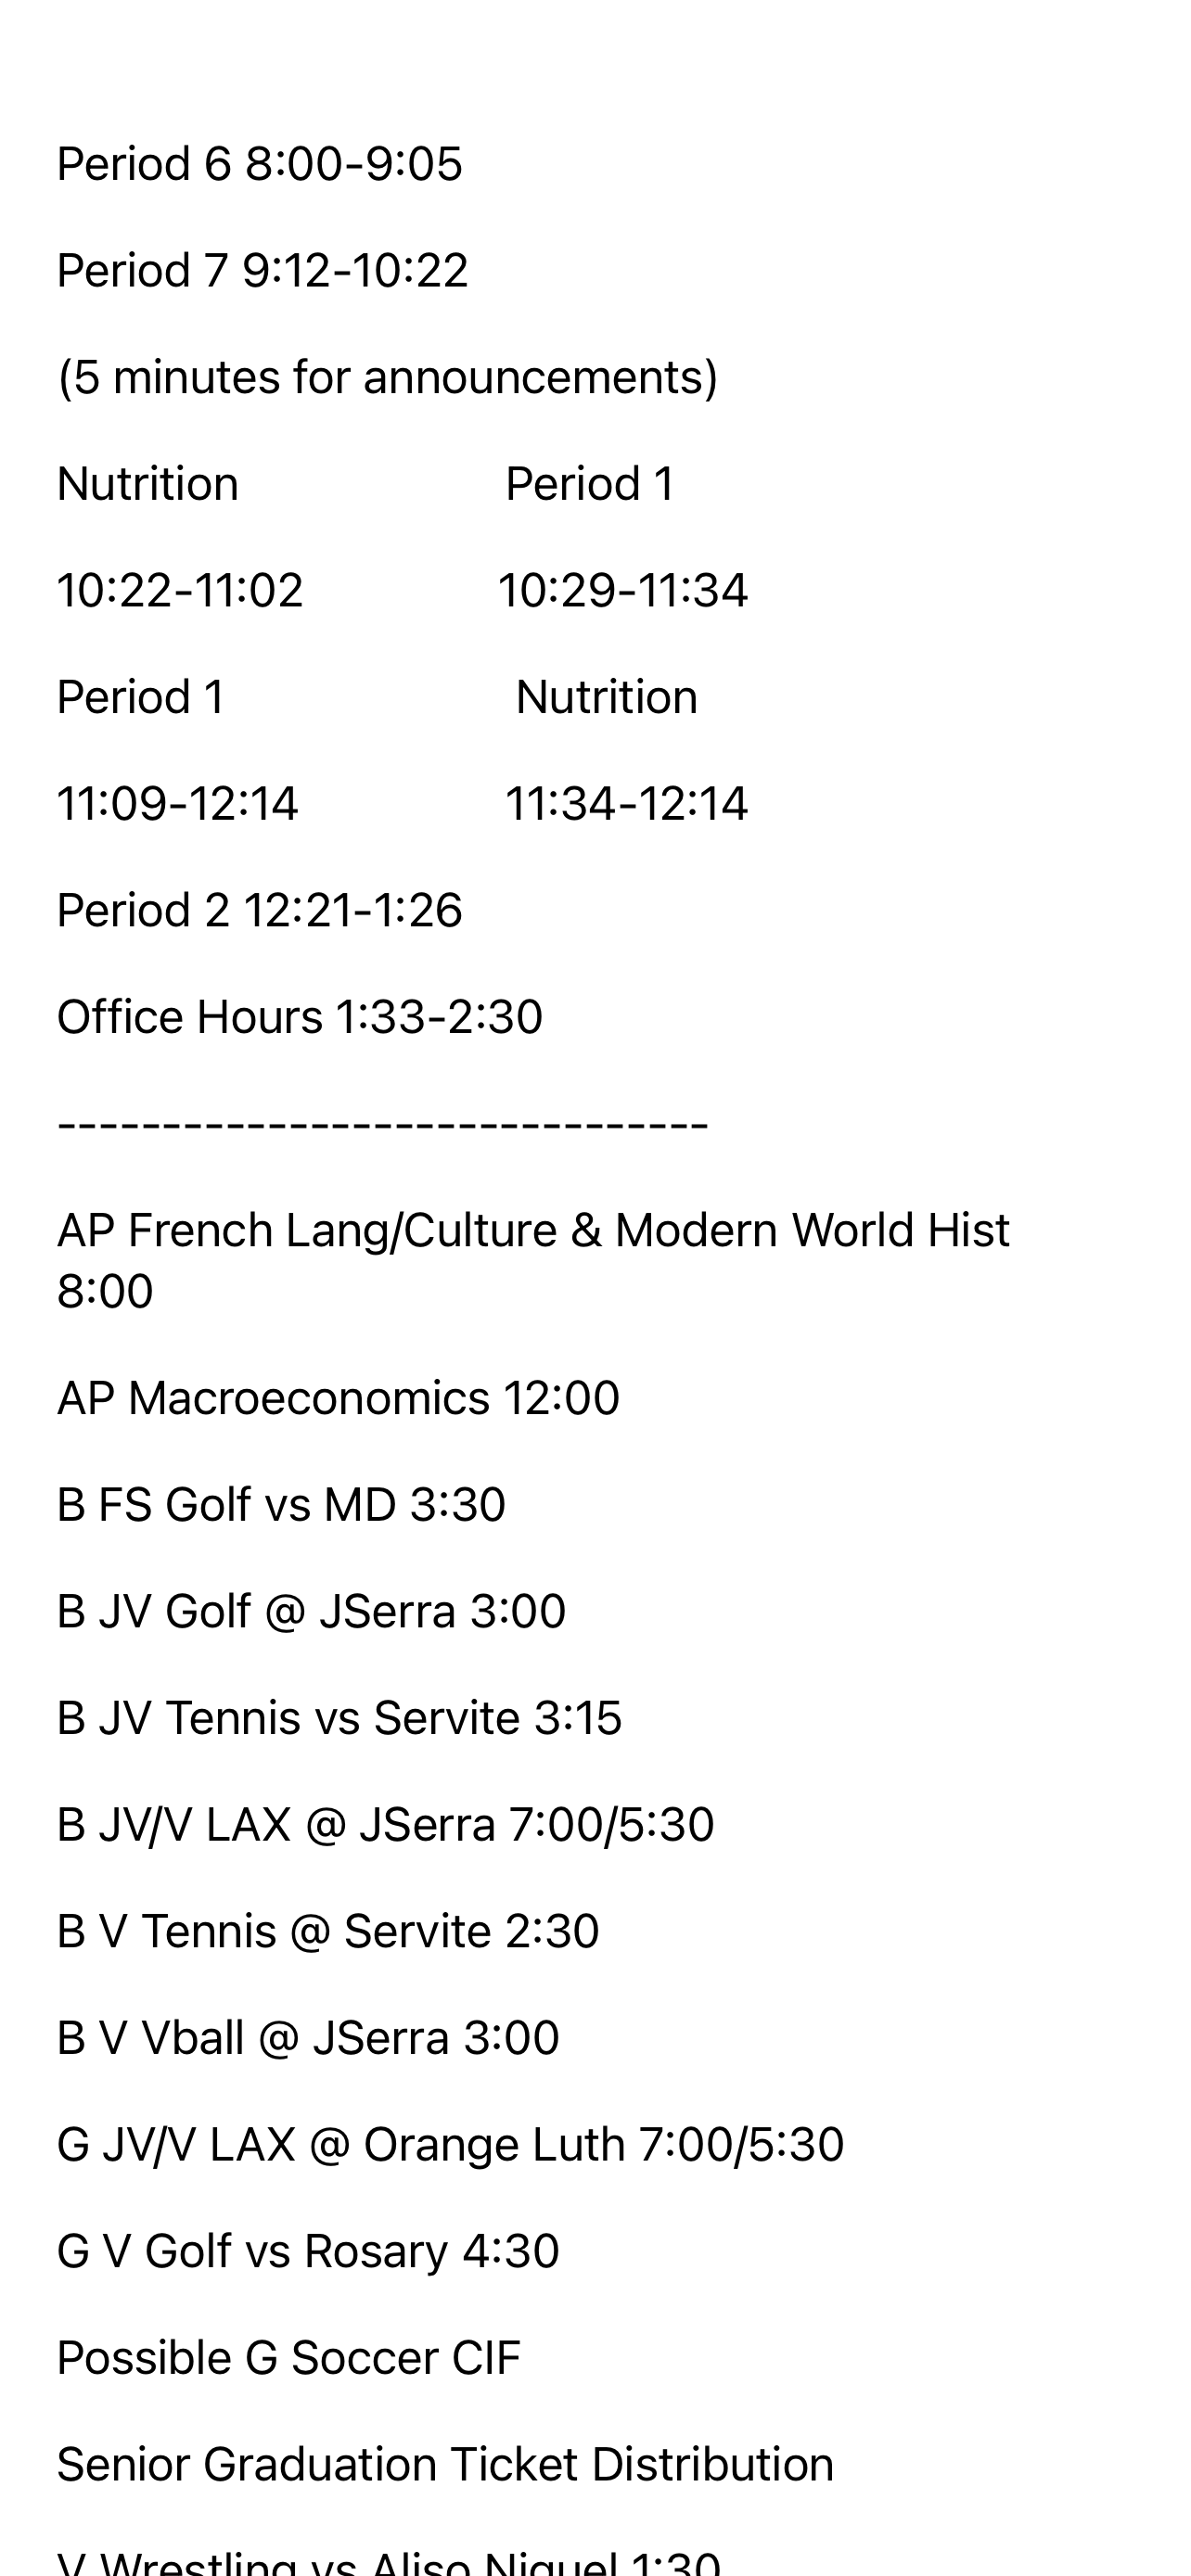 Period 6 8:00-9:05
Period 7 9:12-10:22
(5 minutes for announcements)
Nutrition Period 1
10:22-11:02 10:29-11:34
Period 1 Nutrition
11:09-12:14 11:34-12:14
Period 2 12:21-1:26
Office Hours 1:33-2:30
-------------------------------
AP French Lang/Culture & Modern World Hist
8:00
AP Macroeconomics 12:00
B FS Golf vs MD 3:30
B JV Golf @ JSerra 3:00
B JV Tennis vs Servite 3:15
B JV/V LAX @ JSerra 7:00/5:30
B V Tennis @ Servite 2:30
B V Vball @ JSerra 3:00
G JV/V LAX @ Orange Luth 7:00/5:30
G V Golf vs Rosary 4:30
Possible G Soccer CIF
Senior Graduation Ticket Distribution
V Wrestling vs Aliso Niguel 1:30